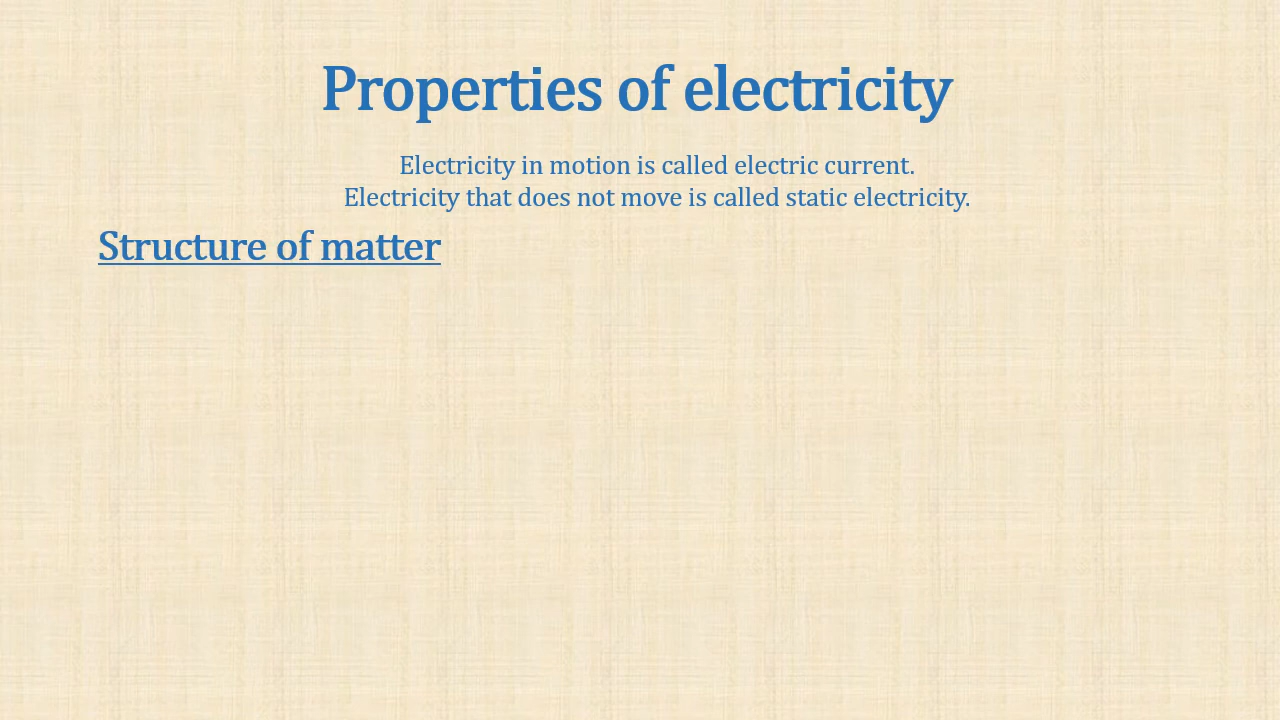 Properties of electricity
Electricity in motion is called electric current.
Electricity that does not move is called static electricity.
Structure of matter